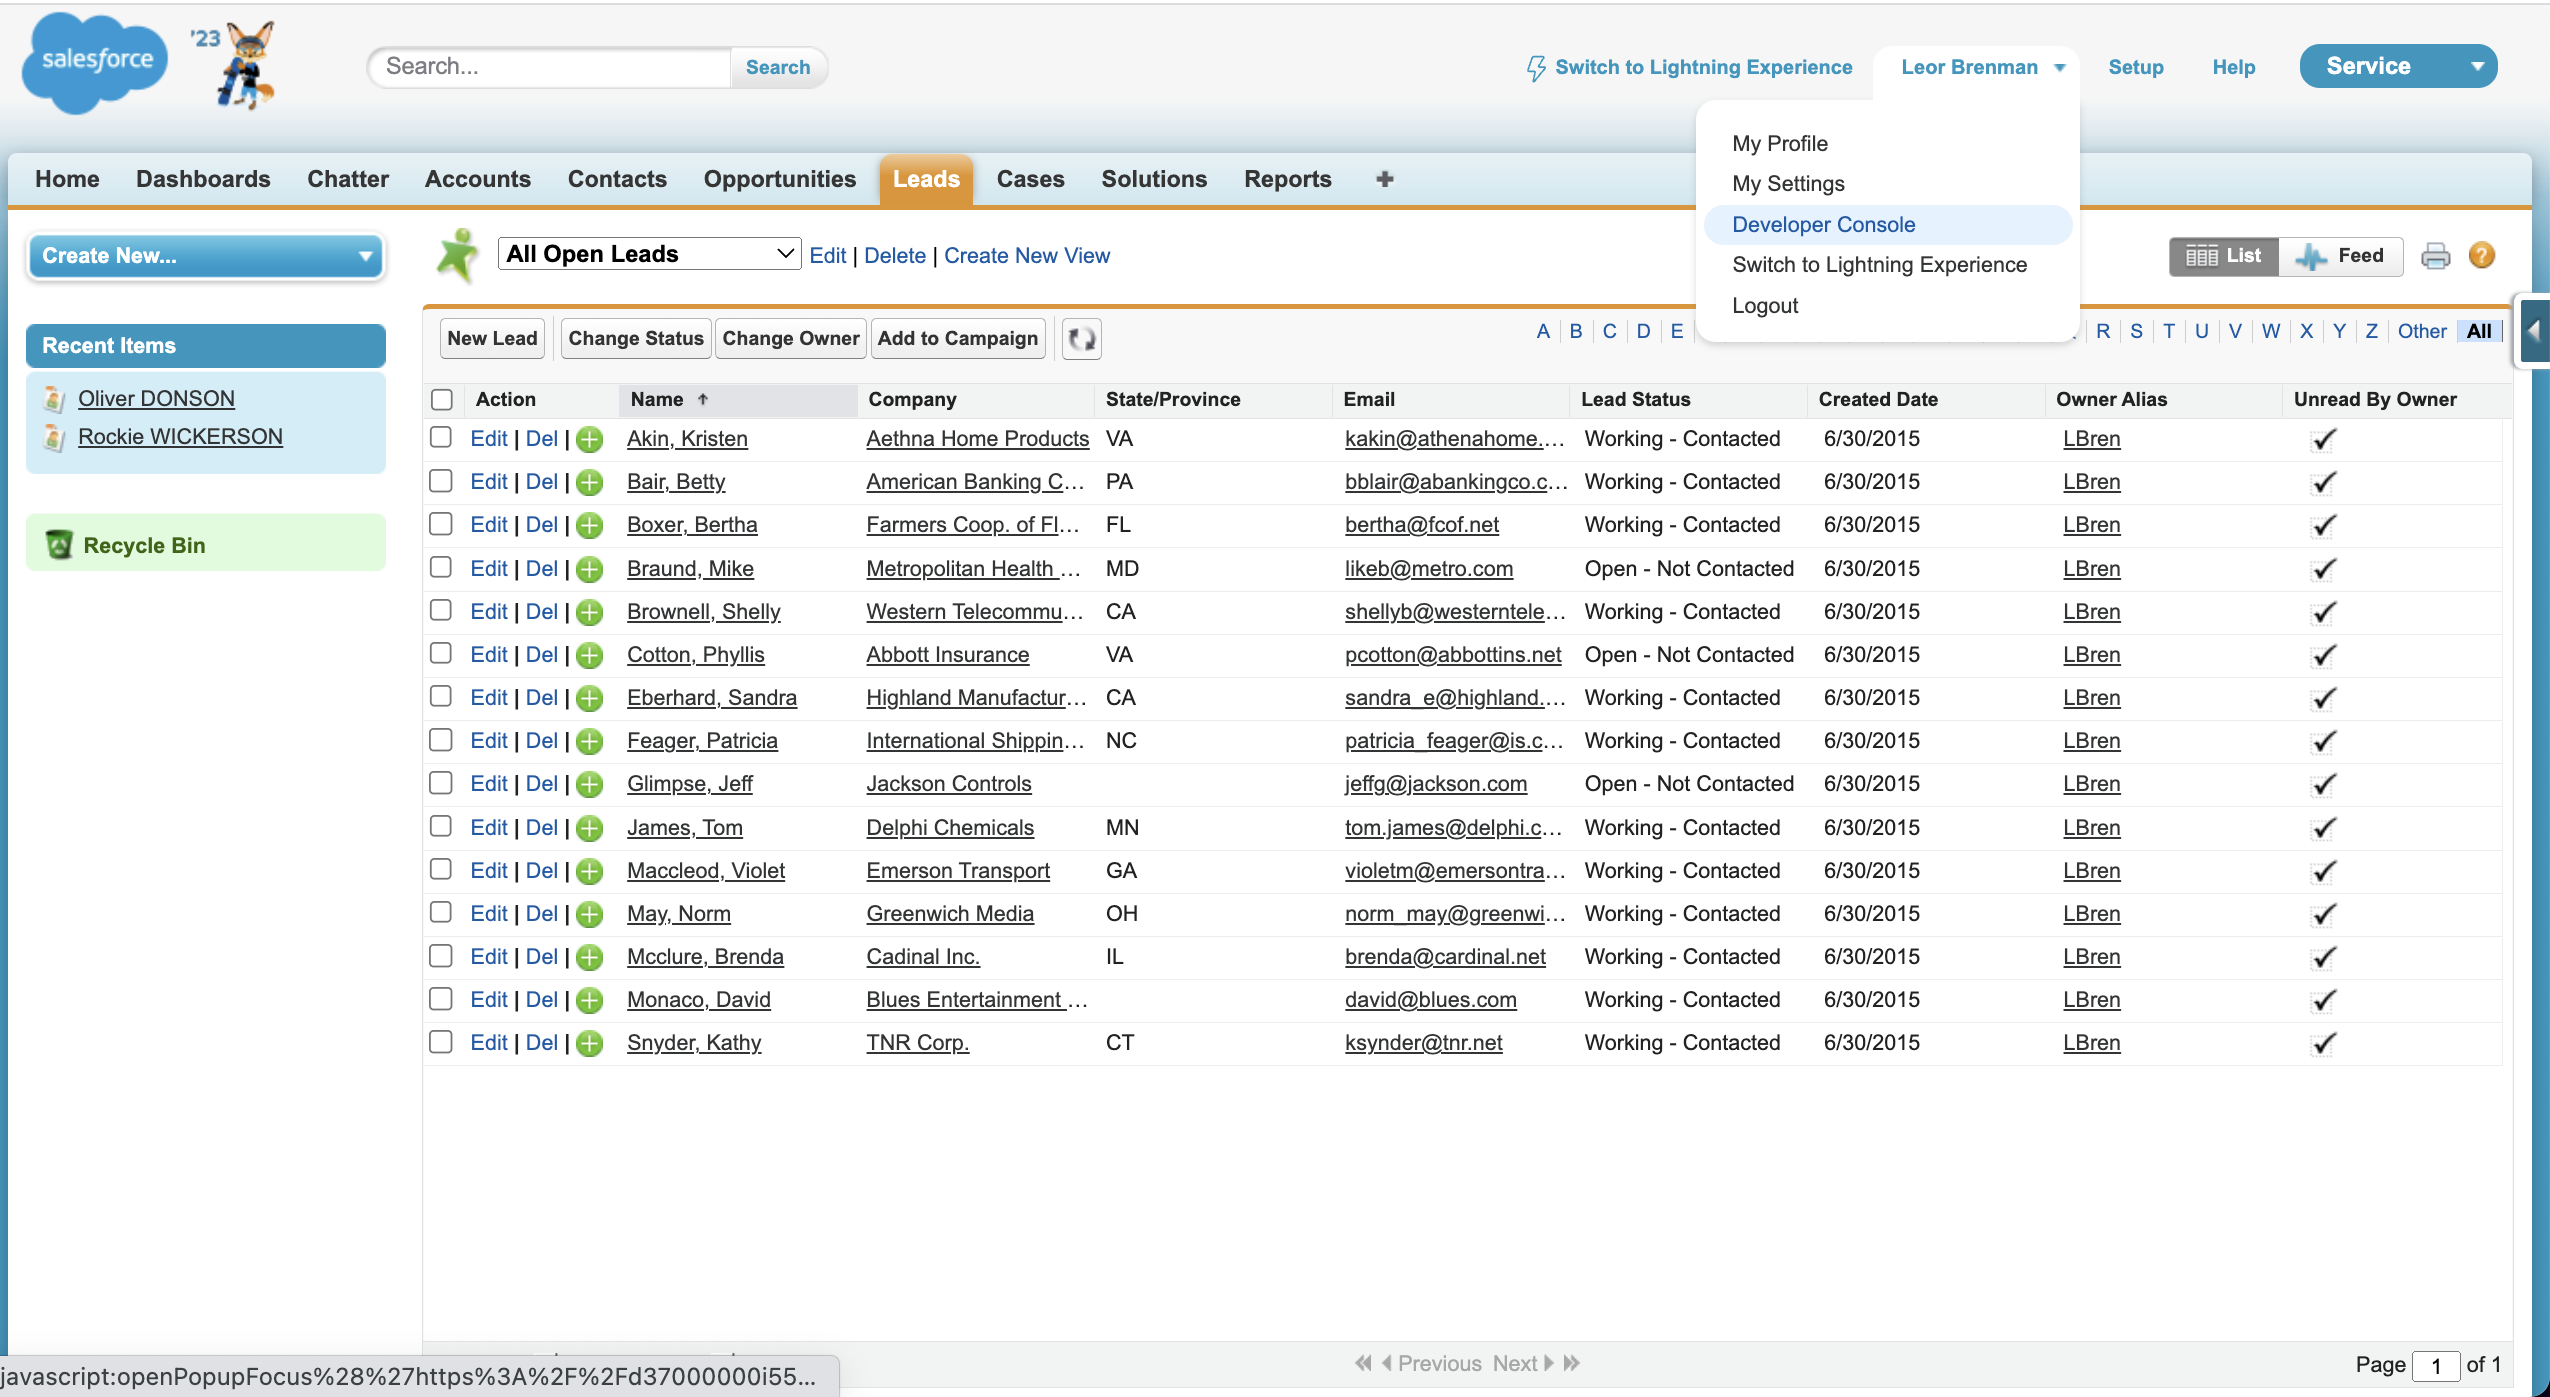 salesforce '23 Search... Search Switch to Lightning Experience Leor Brenman Setup Help Service
My Profile
My Settings
Developer Console
Switch to Lightning Experience
Logout
Home Dashboards Chatter Accounts Contacts Opportunities Leads Cases Solutions Reports
Create New...
Recent Items
Oliver DONSON
Rockie WICKERSON
Recycle Bin
All Open Leads Edit | Delete | Create New View List Feed ?
New Lead Change Status Change Owner Add to Campaign A | B | C | D | E R | S | T | U | V | W | X | Y | Z | Other | All
Action Name Company State/Province Email Lead Status Created Date Owner Alias Unread By Owner
Edit | Del | Akin, Kristen Aethna Home Products VA kakin@athenahome.… Working - Contacted 6/30/2015 LBren
Edit | Del | Bair, Betty American Banking C… PA bblair@abankingco.c… Working - Contacted 6/30/2015 LBren
Edit | Del | Boxer, Bertha Farmers Coop. of Fl… FL bertha@fcof.net Working - Contacted 6/30/2015 LBren
Edit | Del | Braund, Mike Metropolitan Health … MD likeb@metro.com Open - Not Contacted 6/30/2015 LBren
Edit | Del | Brownell, Shelly Western Telecommu… CA shellyb@westerntele… Working - Contacted 6/30/2015 LBren
Edit | Del | Cotton, Phyllis Abbott Insurance VA pcotton@abbottins.net Open - Not Contacted 6/30/2015 LBren
Edit | Del | Eberhard, Sandra Highland Manufactur… CA sandra_e@highland.… Working - Contacted 6/30/2015 LBren
Edit | Del | Feager, Patricia International Shippin… NC patricia_feager@is.c… Working - Contacted 6/30/2015 LBren
Edit | Del | Glimpse, Jeff Jackson Controls jeffg@jackson.com Open - Not Contacted 6/30/2015 LBren
Edit | Del | James, Tom Delphi Chemicals MN tom.james@delphi.c… Working - Contacted 6/30/2015 LBren
Edit | Del | Maccleod, Violet Emerson Transport GA violetm@emersontra… Working - Contacted 6/30/2015 LBren
Edit | Del | May, Norm Greenwich Media OH norm_may@greenwi… Working - Contacted 6/30/2015 LBren
Edit | Del | Mcclure, Brenda Cadinal Inc. IL brenda@cardinal.net Working - Contacted 6/30/2015 LBren
Edit | Del | Monaco, David Blues Entertainment … david@blues.com Working - Contacted 6/30/2015 LBren
Edit | Del | Snyder, Kathy TNR Corp. CT ksynder@tnr.net Working - Contacted 6/30/2015 LBren
Previous Next Page 1 of 1
javascript:openPopupFocus%28%27https%3A%2F%2Fd37000000i55...